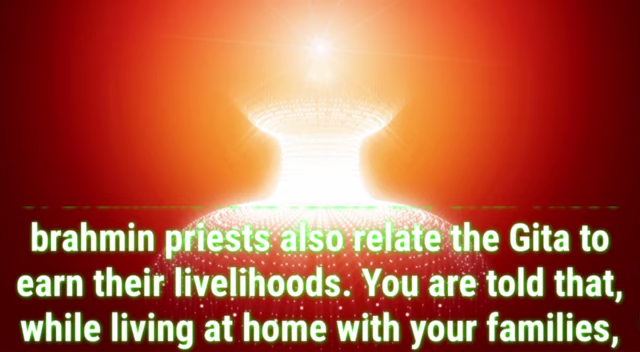 brahmin priests also relate the Gita to
earn their livelihoods. You are told that,
while living at home with your families,